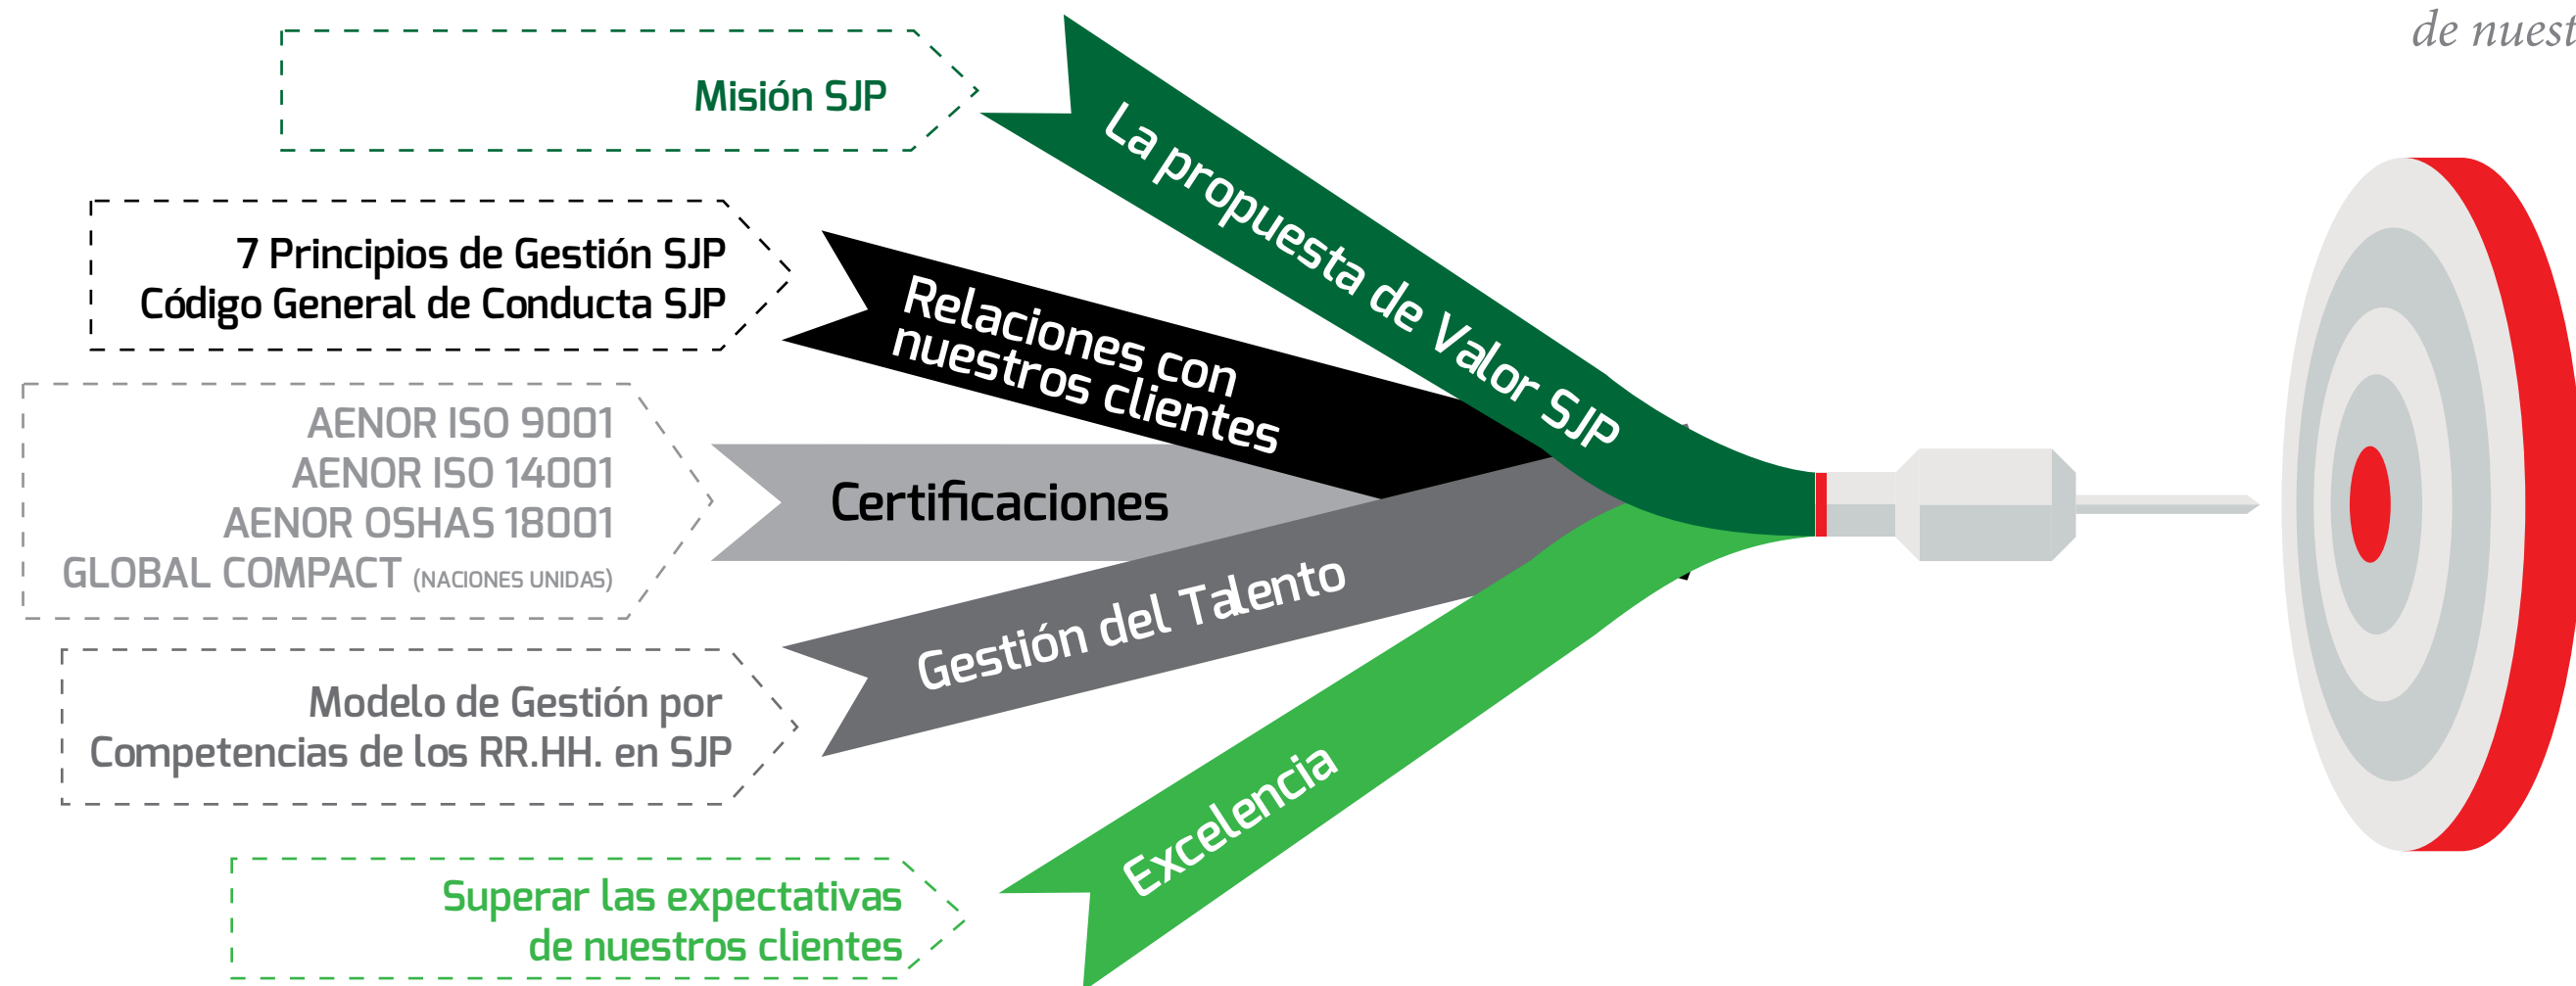 de nuest
Misión SJP
La propuesta de Valor SJP
7 Principios de Gestión SJP
Código General de Conducta SJP
Relaciones con
nuestros clientes
AENOR ISO 9001
AENOR ISO 14001
AENOR OSHAS 18001
GLOBAL COMPACT (NACIONES UNIDAS)
Certificaciones
Modelo de Gestión por
Competencias de los RR.HH. en SJP
Gestión del Talento
Superar las expectativas
de nuestros clientes
Excelencia